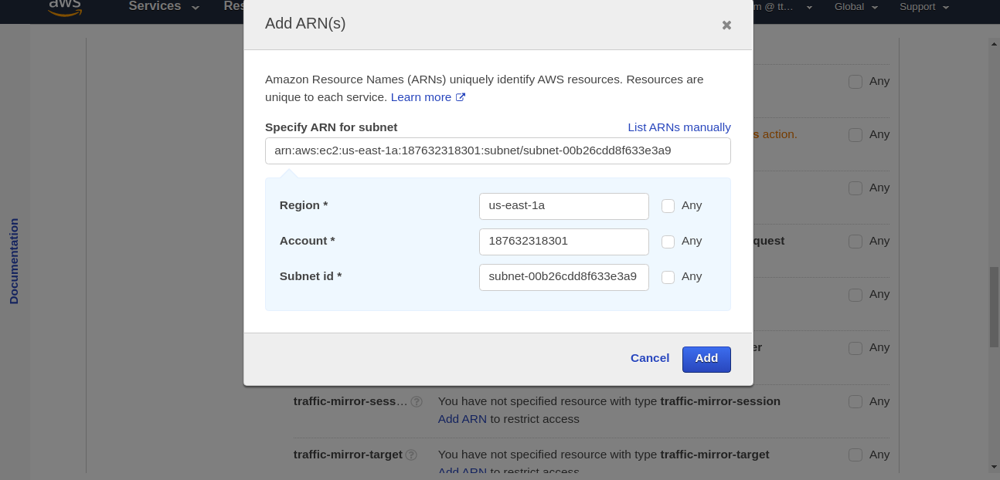 aws
Services
Res
m @ tt...
Global
Support
Add ARN(s)
Amazon Resource Names (ARNs) uniquely identify AWS resources. Resources are
unique to each service. Learn more
Specify ARN for subnet
List ARNs manually
arn:aws:ec2:us-east-1a:187632318301:subnet/subnet-00b26cdd8f633e3a9
Region *
us-east-1a
Any
Account *
187632318301
Any
Subnet id *
subnet-00b26cdd8f633e3a9
Any
Cancel
Add
Any
s action.
Any
Any
quest
Any
Any
er
Any
Documentation
traffic-mirror-sess...
You have not specified resource with type traffic-mirror-session
Any
Add ARN to restrict access
traffic-mirror-target
You have not specified resource with type traffic-mirror-target
Any
Add ARN to restrict access